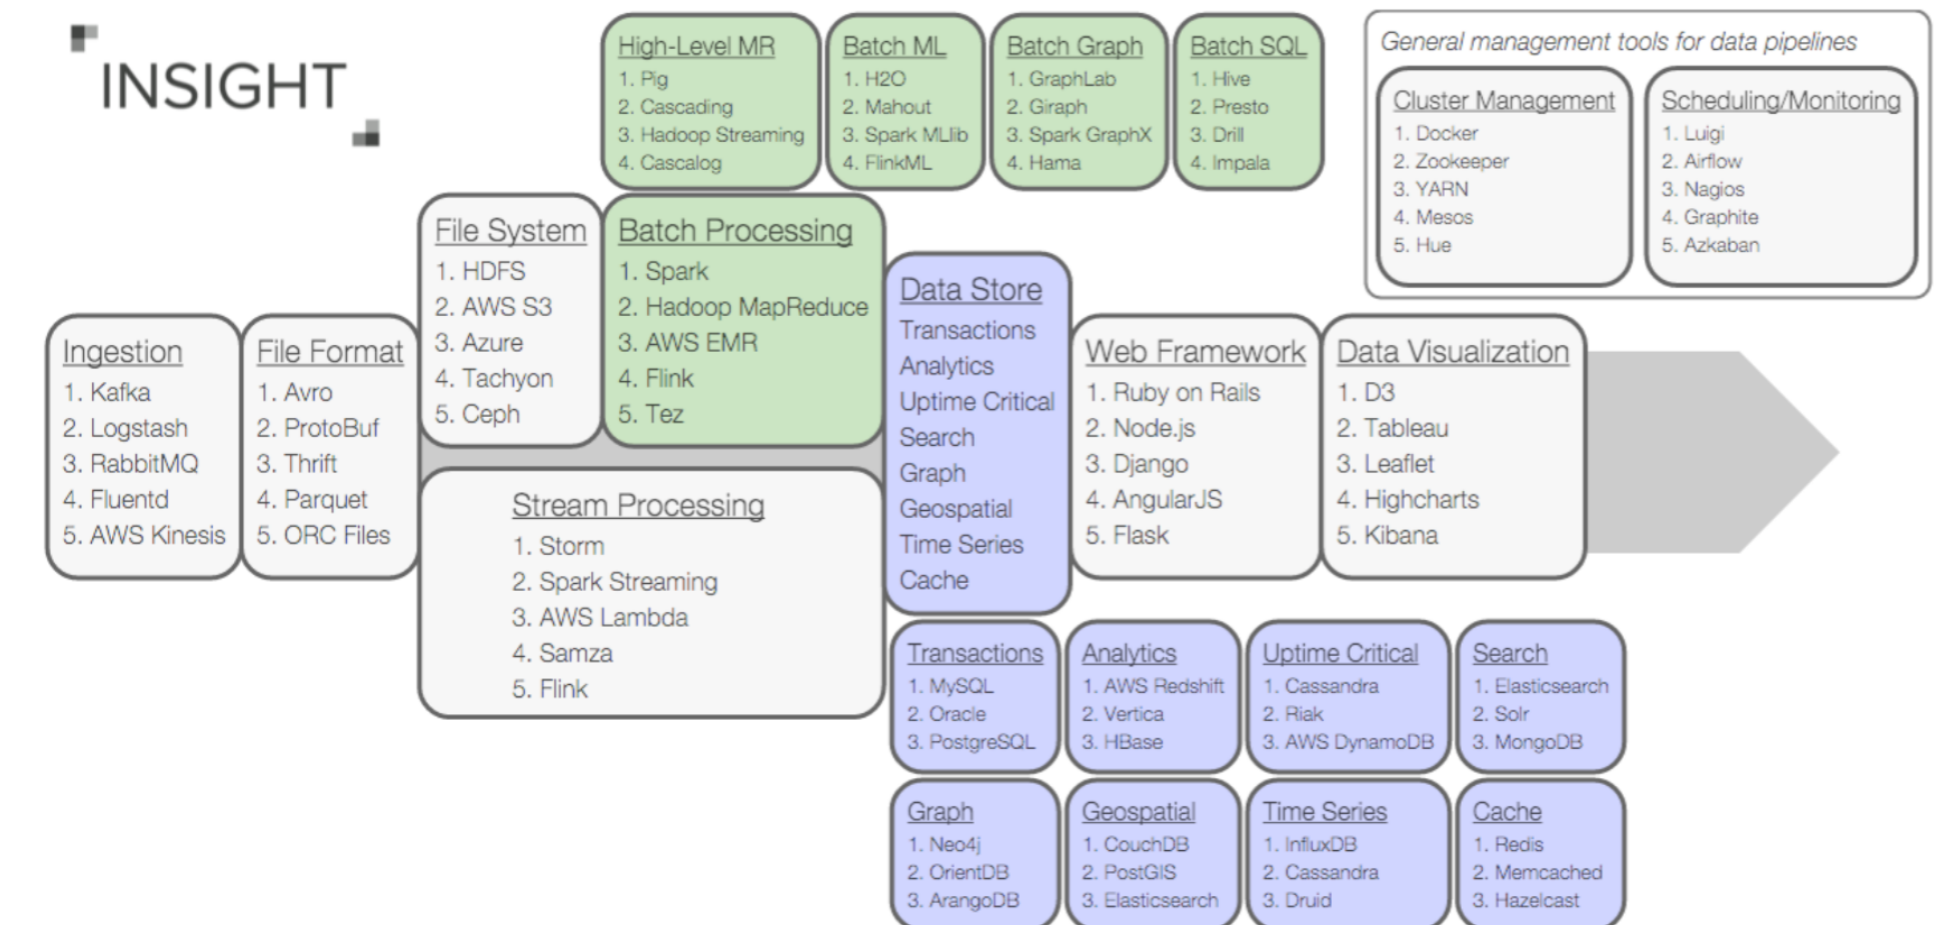 INSIGHT
High-Level MR
1. Pig
2. Cascading
3. Hadoop Streaming
4. Cascalog
Batch ML
1. H2O
2. Mahout
3. Spark MLlib
4. FlinkML
Batch Graph
1. GraphLab
2. Giraph
3. Spark GraphX
4. Hama
Batch SQL
1. Hive
2. Presto
3. Drill
4. Impala
General management tools for data pipelines
Cluster Management
1. Docker
2. Zookeeper
3. YARN
4. Mesos
5. Hue
Scheduling/Monitoring
1. Luigi
2. Airflow
3. Nagios
4. Graphite
5. Azkaban
Ingestion
1. Kafka
2. Logstash
3. RabbitMQ
4. Fluentd
5. AWS Kinesis
File Format
1. Avro
2. ProtoBuf
3. Thrift
4. Parquet
5. ORC Files
File System
1. HDFS
2. AWS S3
3. Azure
4. Tachyon
5. Ceph
Batch Processing
1. Spark
2. Hadoop MapReduce
3. AWS EMR
4. Flink
5. Tez
Stream Processing
1. Storm
2. Spark Streaming
3. AWS Lambda
4. Samza
5. Flink
Data Store
Transactions
Analytics
Uptime Critical
Search
Graph
Geospatial
Time Series
Cache
Web Framework
1. Ruby on Rails
2. Node.js
3. Django
4. AngularJS
5. Flask
Data Visualization
1. D3
2. Tableau
3. Leaflet
4. Highcharts
5. Kibana
Transactions
1. MySQL
2. Oracle
3. PostgreSQL
Analytics
1. AWS Redshift
2. Vertica
3. HBase
Uptime Critical
1. Cassandra
2. Riak
3. AWS DynamoDB
Search
1. Elasticsearch
2. Solr
3. MongoDB
Graph
1. Neo4j
2. OrientDB
3. ArangoDB
Geospatial
1. CouchDB
2. PostGIS
3. Elasticsearch
Time Series
1. InfluxDB
2. Cassandra
3. Druid
Cache
1. Redis
2. Memcached
3. Hazelcast